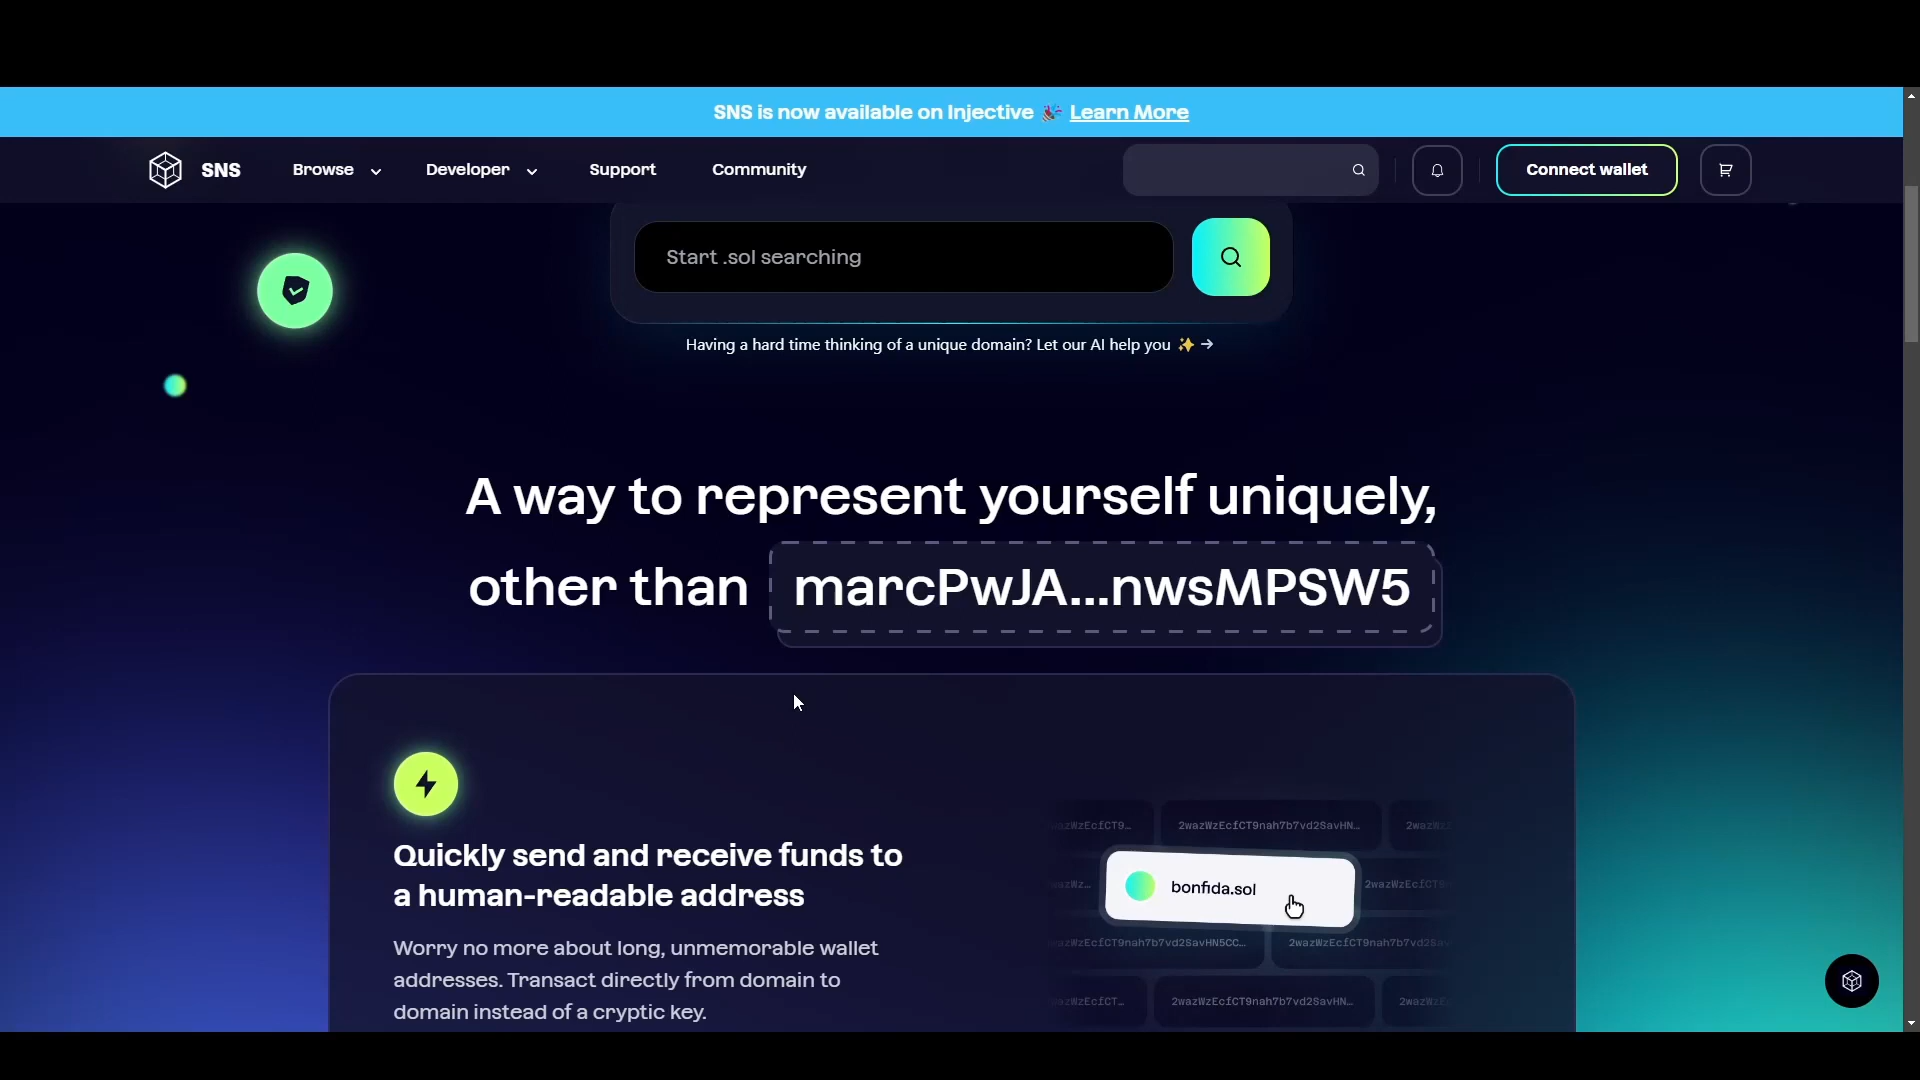 SNS is now available on Injective 🎉 Learn More
SNS Browse Developer Support Community Connect wallet
Start .sol searching
Having a hard time thinking of a unique domain? Let our AI help you ✨ →
A way to represent yourself uniquely,
other than marcPwJA...nwsMPSW5
Quickly send and receive funds to
a human-readable address
Worry no more about long, unmemorable wallet
addresses. Transact directly from domain to
domain instead of a cryptic key.
2wazWzEcfCT9nah7b7vd2SavHN...
bonfida.sol
2wazWzEcfCT9nah7b7vd2SavHN...